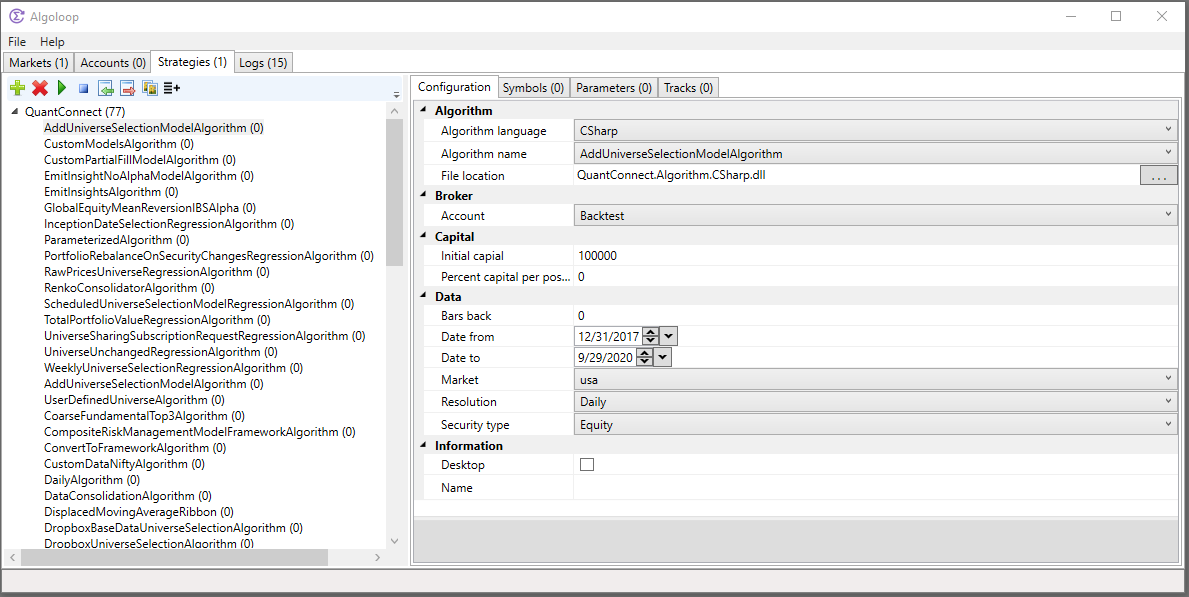 Algoloop
File Help
Markets (1) Accounts (0) Strategies (1) Logs (15)
QuantConnect (77)
AddUniverseSelectionModelAlgorithm (0)
CustomModelsAlgorithm (0)
CustomPartialFillModelAlgorithm (0)
EmitInsightNoAlphaModelAlgorithm (0)
EmitInsightsAlgorithm (0)
GlobalEquityMeanReversionIBSAlpha (0)
InceptionDateSelectionRegressionAlgorithm (0)
ParameterizedAlgorithm (0)
PortfolioRebalanceOnSecurityChangesRegressionAlgorithm (0)
RawPricesUniverseRegressionAlgorithm (0)
RenkoConsolidatorAlgorithm (0)
ScheduledUniverseSelectionModelRegressionAlgorithm (0)
TotalPortfolioValueRegressionAlgorithm (0)
UniverseSharingSubscriptionRequestRegressionAlgorithm (0)
UniverseUnchangedRegressionAlgorithm (0)
WeeklyUniverseSelectionRegressionAlgorithm (0)
AddUniverseSelectionModelAlgorithm (0)
UserDefinedUniverseAlgorithm (0)
CoarseFundamentalTop3Algorithm (0)
CompositeRiskManagementModelFrameworkAlgorithm (0)
ConvertToFrameworkAlgorithm (0)
CustomDataNiftyAlgorithm (0)
DailyAlgorithm (0)
DataConsolidationAlgorithm (0)
DisplacedMovingAverageRibbon (0)
DropboxBaseDataUniverseSelectionAlgorithm (0)
DropboxUniverseSelectionAlgorithm (0)
Configuration Symbols (0) Parameters (0) Tracks (0)
Algorithm
Algorithm language CSharp
Algorithm name AddUniverseSelectionModelAlgorithm
File location QuantConnect.Algorithm.CSharp.dll ...
Broker
Account Backtest
Capital
Initial capial 100000
Percent capital per pos... 0
Data
Bars back 0
Date from 12/31/2017
Date to 9/29/2020
Market usa
Resolution Daily
Security type Equity
Information
Desktop
Name